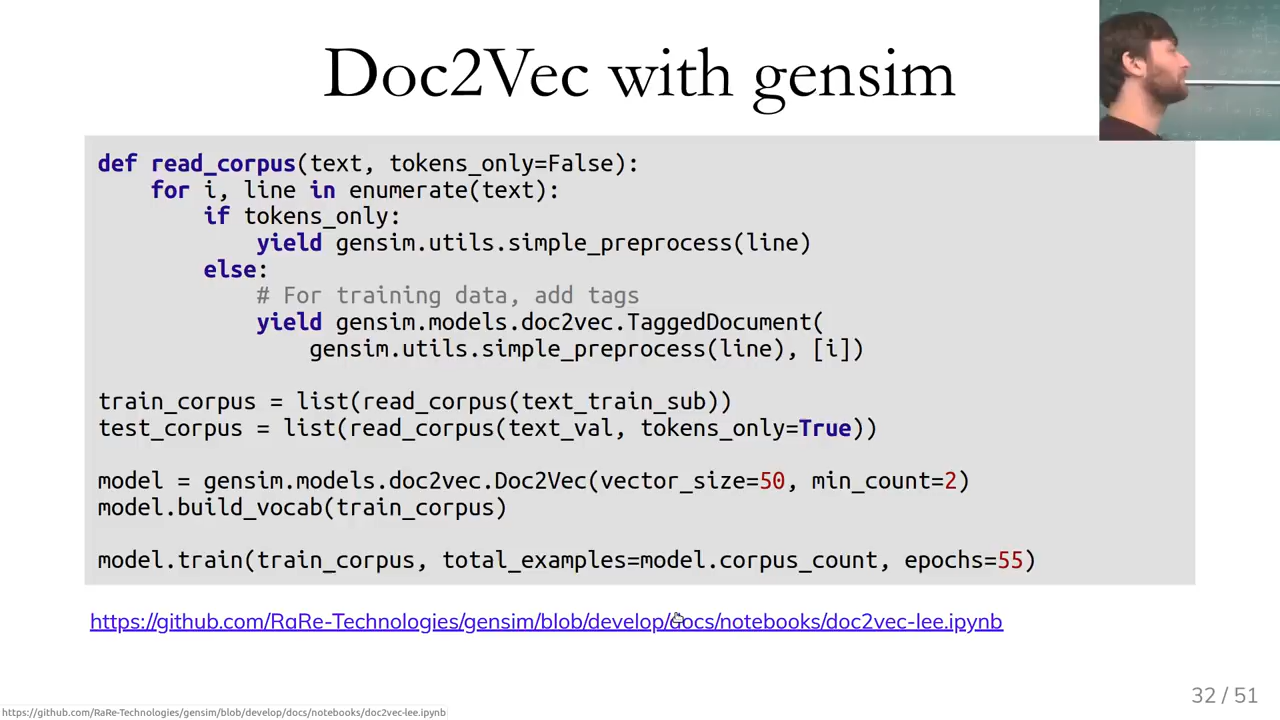 Doc2Vec with gensim
def read_corpus(text, tokens_only=False):
    for i, line in enumerate(text):
        if tokens_only:
            yield gensim.utils.simple_preprocess(line)
        else:
            # For training data, add tags
            yield gensim.models.doc2vec.TaggedDocument(
                gensim.utils.simple_preprocess(line), [i])
train_corpus = list(read_corpus(text_train_sub))
test_corpus = list(read_corpus(text_val, tokens_only=True))
model = gensim.models.doc2vec.Doc2Vec(vector_size=50, min_count=2)
model.build_vocab(train_corpus)
model.train(train_corpus, total_examples=model.corpus_count, epochs=55)
https://github.com/RaRe-Technologies/gensim/blob/develop/docs/notebooks/doc2vec-lee.ipynb
32 / 51
https://github.com/RaRe-Technologies/gensim/blob/develop/docs/notebooks/doc2vec-lee.ipynb